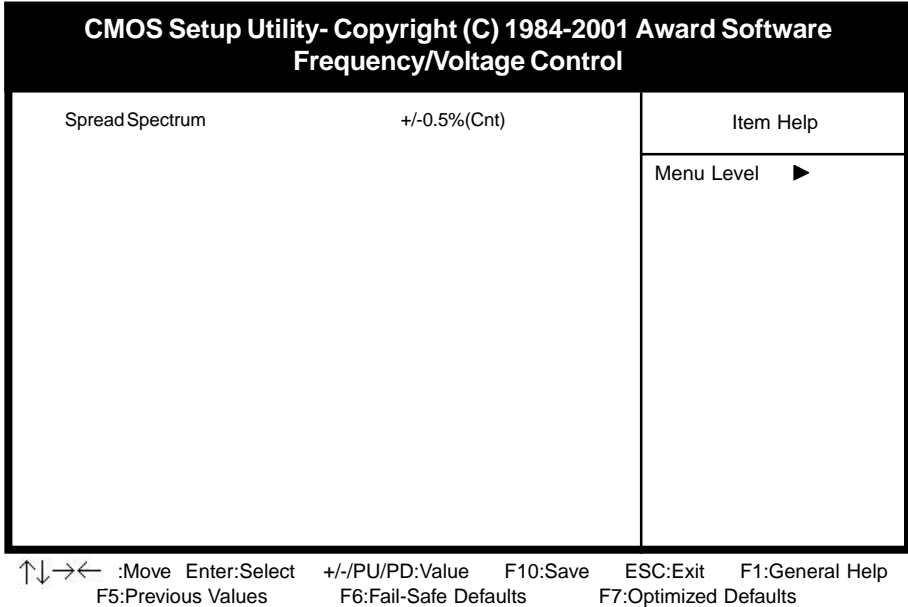 CMOS Setup Utility- Copyright (C) 1984-2001 Award Software
Frequency/Voltage Control
Spread Spectrum +/-0.5%(Cnt)
Item Help
Menu Level ▶
↑↓→← :Move Enter:Select +/-/PU/PD:Value F10:Save ESC:Exit F1:General Help
F5:Previous Values F6:Fail-Safe Defaults F7:Optimized Defaults